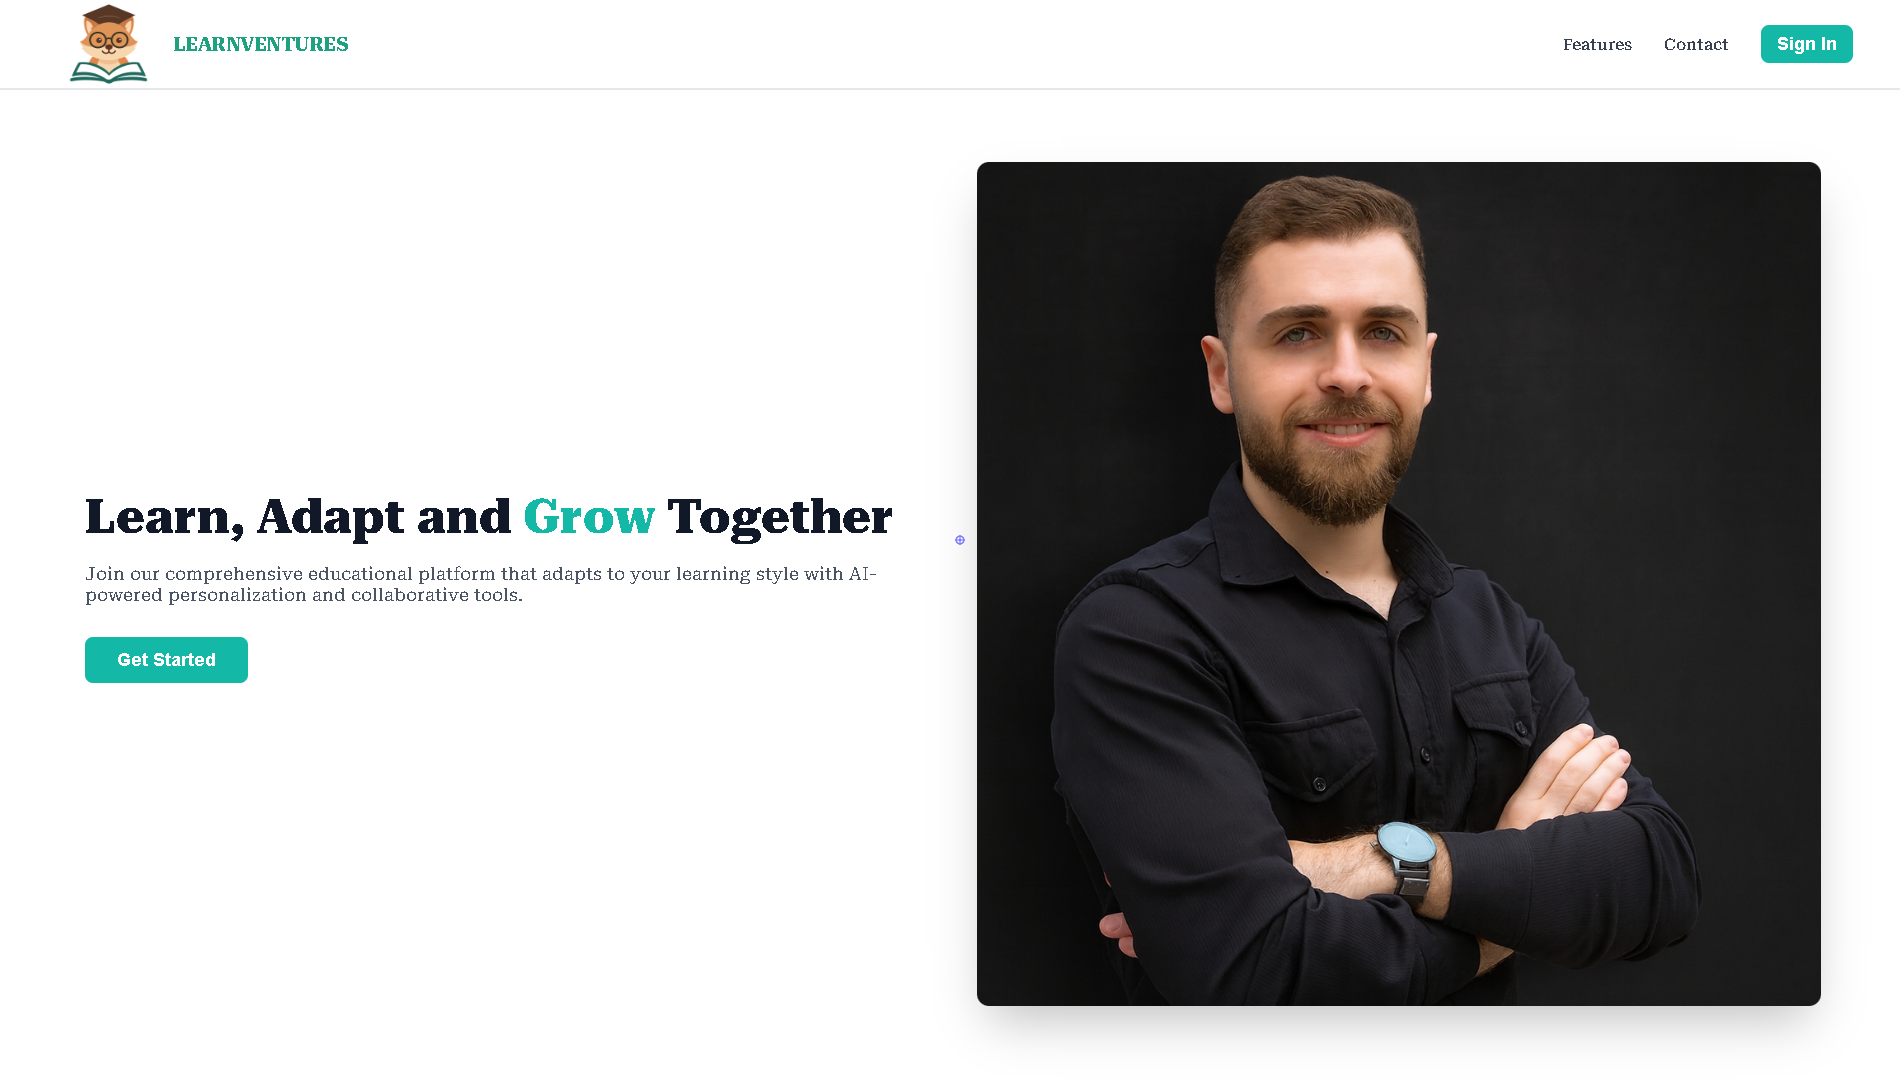 LEARNVENTURES
Features
Contact
Sign In
Learn, Adapt and Grow Together
Join our comprehensive educational platform that adapts to your learning style with AI-
powered personalization and collaborative tools.
Get Started